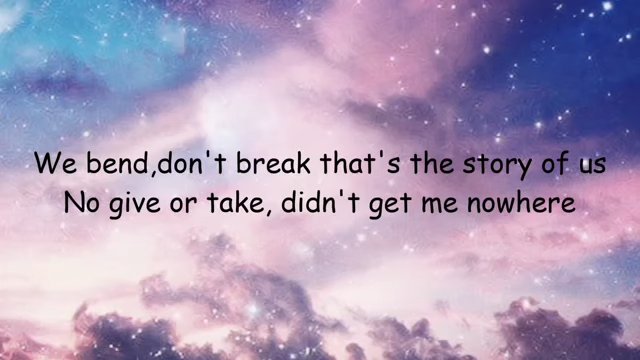 We bend,don't break that's the story of us
No give or take, didn't get me nowhere